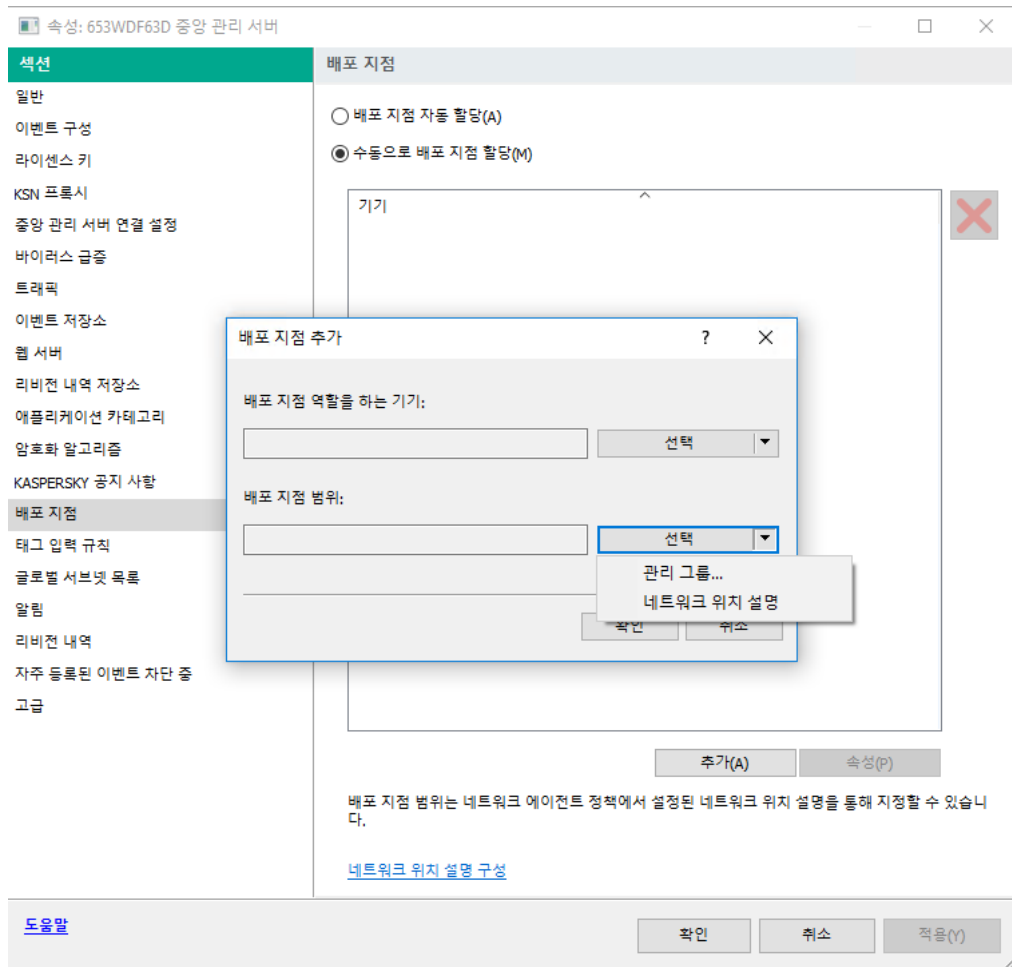 속성: 653WDF63D 중앙 관리 서버
섹션
일반
이벤트 구성
라이센스 키
KSN 프록시
중앙 관리 서버 연결 설정
바이러스 급증
트래픽
이벤트 저장소
웹 서버
리비전 내역 저장소
애플리케이션 카테고리
암호화 알고리즘
KASPERSKY 공지 사항
배포 지점
태그 입력 규칙
글로벌 서브넷 목록
알림
리비전 내역
자주 등록된 이벤트 차단 중
고급
배포 지점
배포 지점 자동 할당(A)
수동으로 배포 지점 할당(M)
기기
배포 지점 추가 ?
배포 지점 역할을 하는 기기:
선택
배포 지점 범위:
선택
관리 그룹...
네트워크 위치 설명
확인 취소
추가(A) 속성(P)
배포 지점 범위는 네트워크 에이전트 정책에서 설정된 네트워크 위치 설명을 통해 지정할 수 있습니
다.
네트워크 위치 설명 구성
도움말
확인 취소 적용(Y)